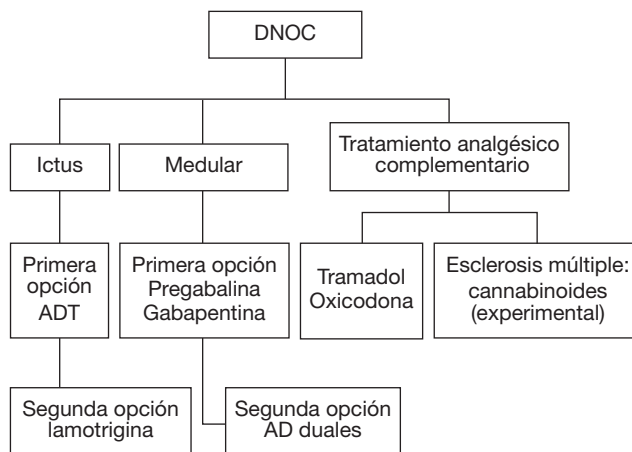 DNOC
Ictus
Medular
Tratamiento analgésico
complementario
Primera
opción
ADT
Primera opción
Pregabalina
Gabapentina
Tramadol
Oxicodona
Esclerosis múltiple:
cannabinoides
(experimental)
Segunda opción
lamotrigina
Segunda opción
AD duales